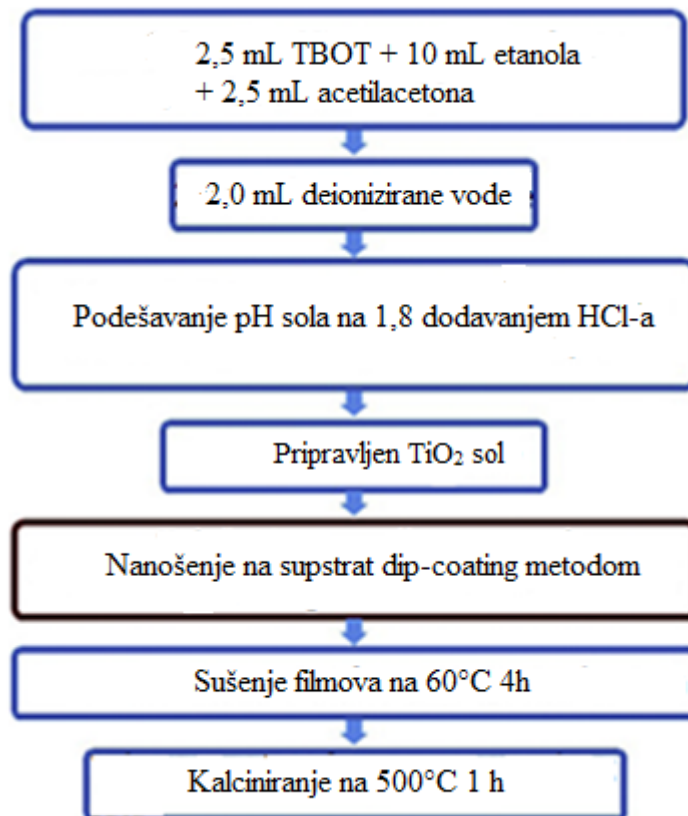 2,5 mL TBOT + 10 mL etanola
+ 2,5 mL acetilacetona
2,0 mL deionizirane vode
Podešavanje pH sola na 1,8 dodavanjem HCl-a
Pripravljen TiO₂ sol
Nanošenje na supstrat dip-coating metodom
Sušenje filmova na 60°C 4h
Kalciniranje na 500°C 1 h